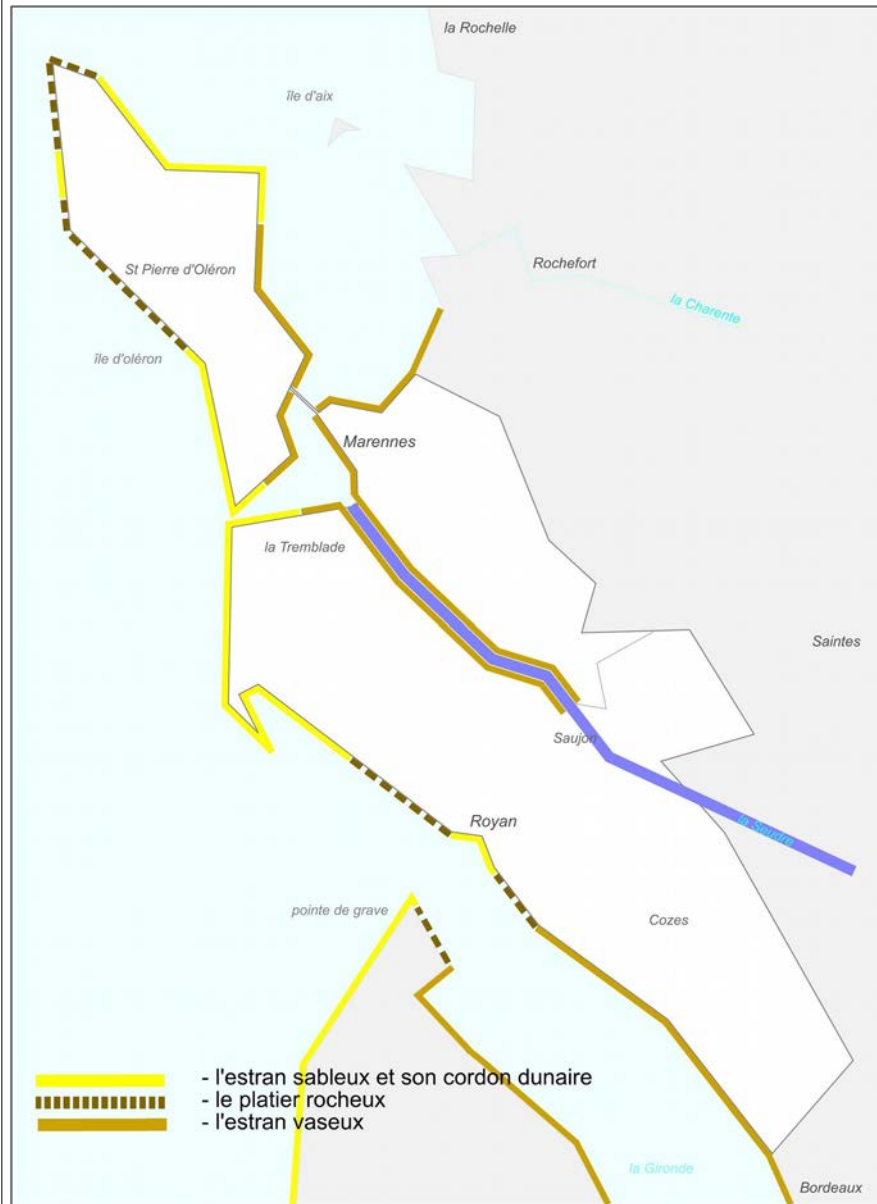 la Rochelle
île d'aix
Rochefort
St Pierre d'Oléron
la Charente
île d'oléron
Marennes
la Tremblade
Saintes
Saujon
Royan
la Seudre
pointe de grave
Cozes
- l'estran sableux et son cordon dunaire
- le platier rocheux
- l'estran vaseux
la Gironde
Bordeaux